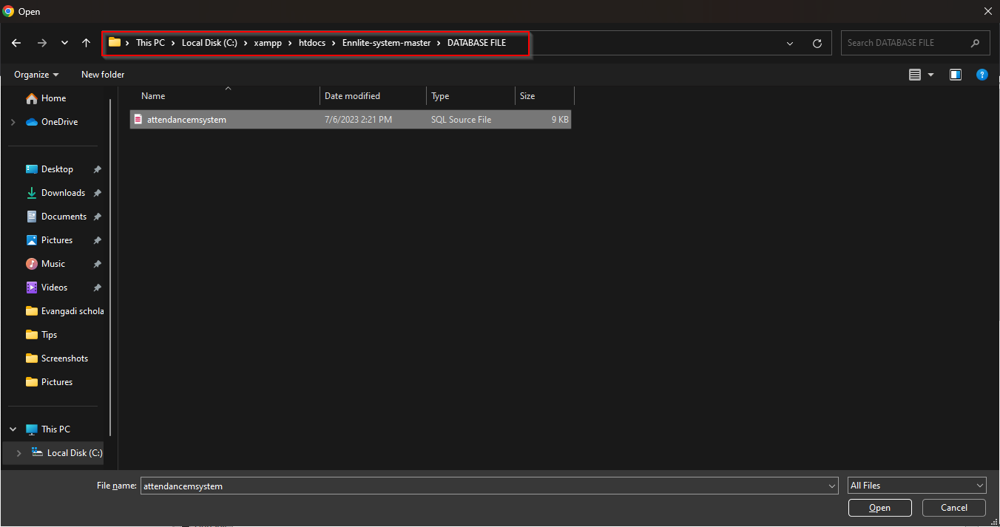 Open
This PC Local Disk (C:) xampp htdocs Ennlite-system-master DATABASE FILE
Search DATABASE FILE
Organize New folder
Name Date modified Type Size
attendancemsystem 7/6/2023 2:21 PM SQL Source File 9 KB
Home
OneDrive
Desktop
Downloads
Documents
Pictures
Music
Videos
Evangadi schola
Tips
Screenshots
Pictures
This PC
Local Disk (C:)
File name: attendancemsystem All Files
Open Cancel